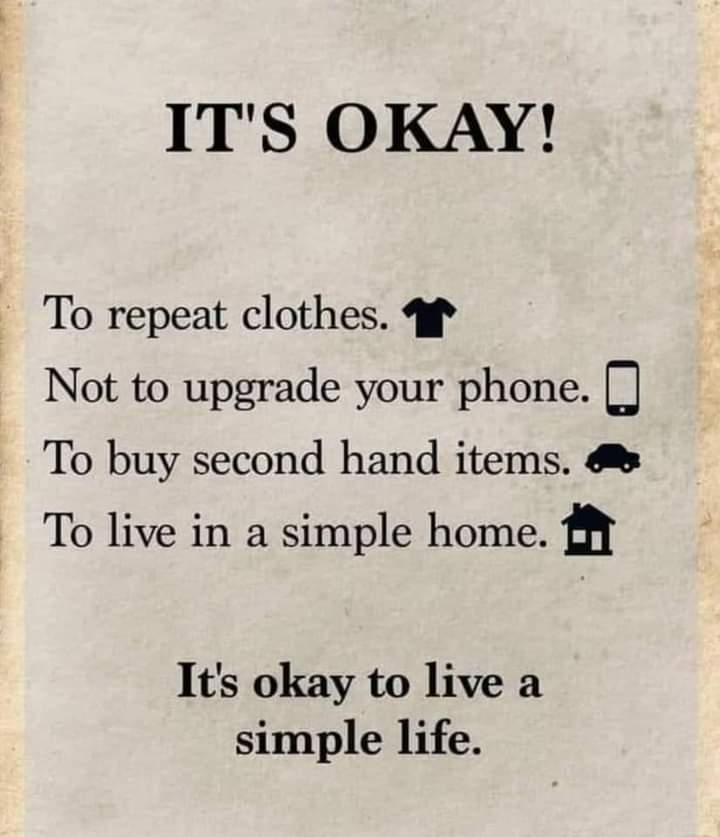 IT'S OKAY!
To repeat clothes.
Not to upgrade your phone.
To buy second hand items.
To live in a simple home.
It's okay to live a
simple life.